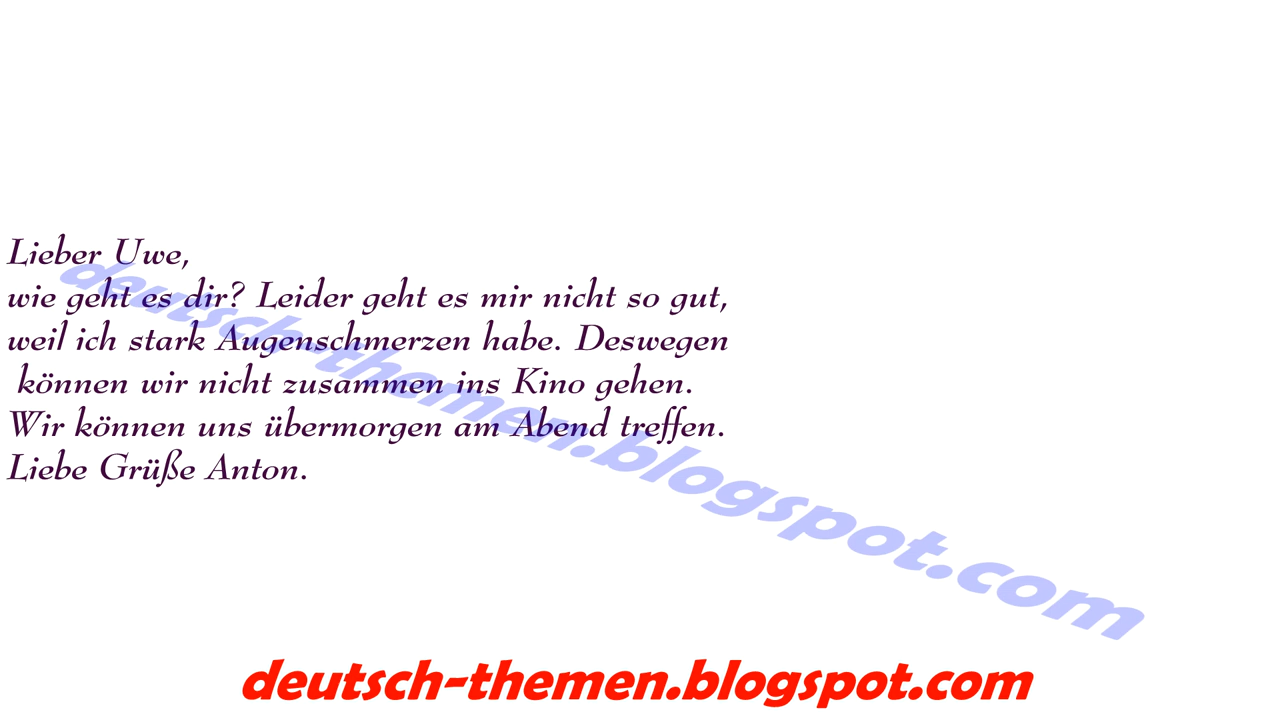 Lieber Uwe,
wie geht es dir? Leider geht es mir nicht so gut,
weil ich stark Augenschmerzen habe. Deswegen
können wir nicht zusammen ins Kino gehen.
Wir können uns übermorgen am Abend treffen.
Liebe Grüße Anton.
deutsch-themen.blogspot.com
deutsch-themen.blogspot.com